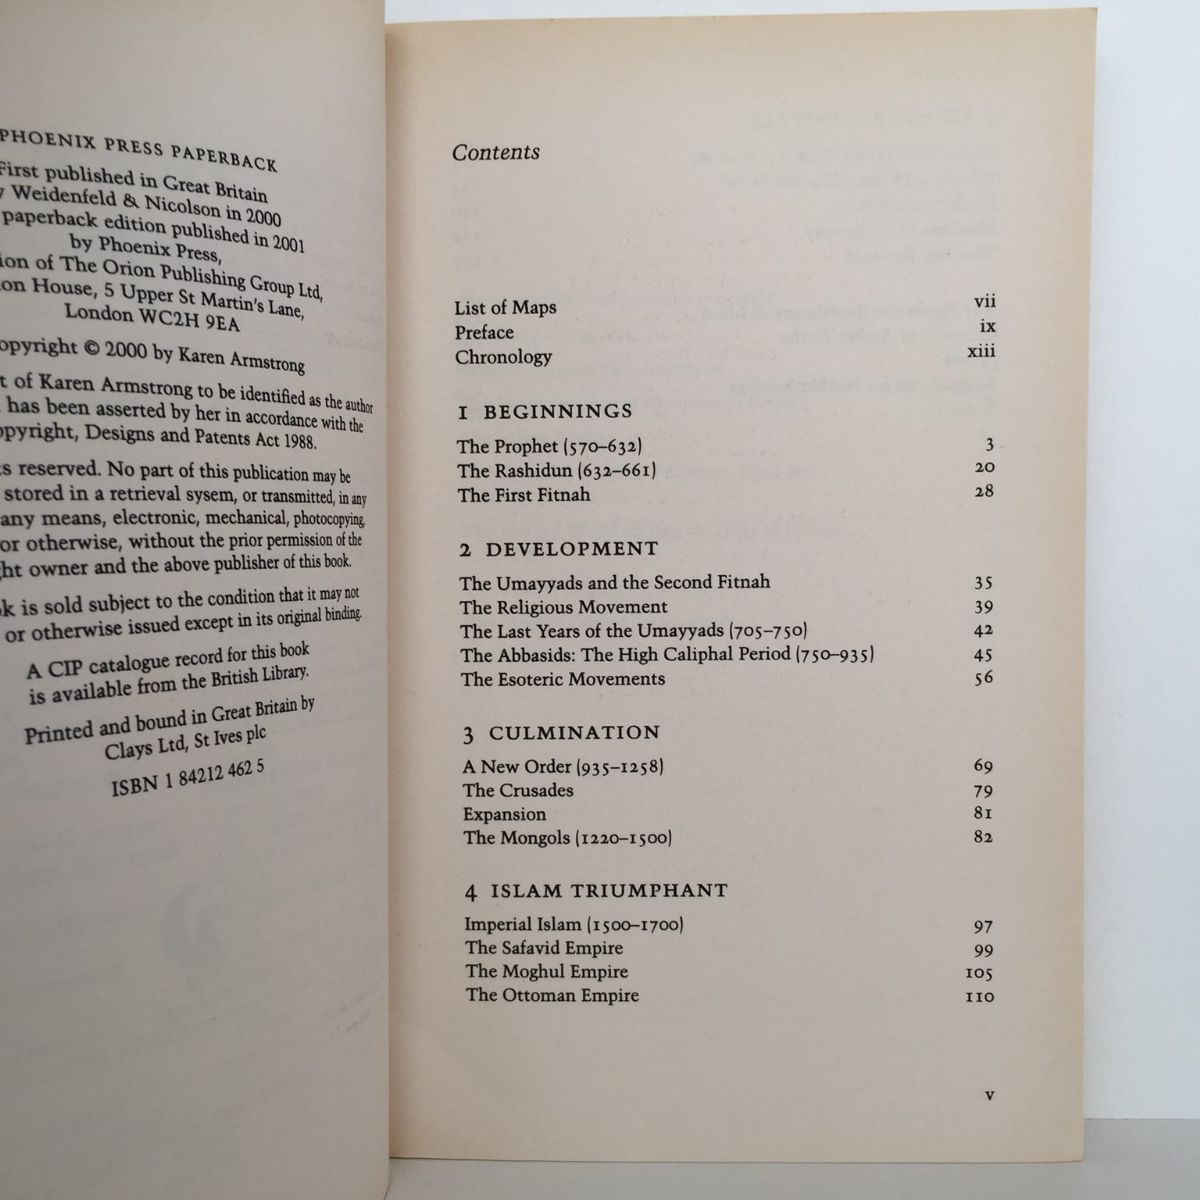 PHOENIX PRESS PAPERBACK
First published in Great Britain
Weidenfeld & Nicolson in 2000
paperback edition published in 2001
by Phoenix Press,
of The Orion Publishing Group Ltd,
House, 5 Upper St Martin's Lane,
London WC2H 9EA
opyright © 2000 by Karen Armstrong
of Karen Armstrong to be identified as the author
has been asserted by her in accordance with the
opyright, Designs and Patents Act 1988.
reserved. No part of this publication may be
stored in a retrieval sysem, or transmitted, in any
any means, electronic, mechanical, photocopying,
or otherwise, without the prior permission of the
owner and the above publisher of this book.
is sold subject to the condition that it may not
or otherwise issued except in its original binding.
A CIP catalogue record for this book
is available from the British Library.
Printed and bound in Great Britain by
Clays Ltd, St Ives plc
ISBN 1 84212 462 5
Contents
List of Maps vii
Preface ix
Chronology xiii
1 BEGINNINGS
The Prophet (570–632) 3
The Rashidun (632–661) 20
The First Fitnah 28
2 DEVELOPMENT
The Umayyads and the Second Fitnah 35
The Religious Movement 39
The Last Years of the Umayyads (705–750) 42
The Abbasids: The High Caliphal Period (750–935) 45
The Esoteric Movements 56
3 CULMINATION
A New Order (935–1258) 69
The Crusades 79
Expansion 81
The Mongols (1220–1500) 82
4 ISLAM TRIUMPHANT
Imperial Islam (1500–1700) 97
The Safavid Empire 99
The Moghul Empire 105
The Ottoman Empire 110
v